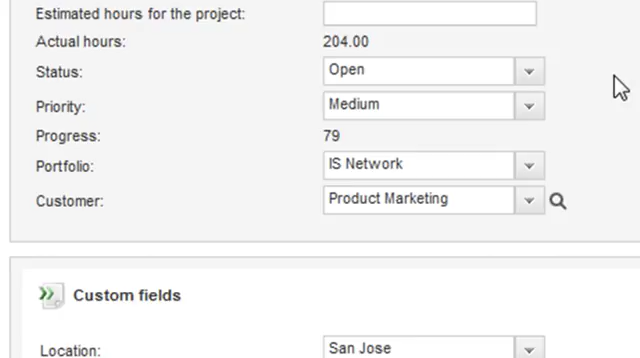 Estimated hours for the project:
Actual hours: 204.00
Status: Open
Priority: Medium
Progress: 79
Portfolio: IS Network
Customer: Product Marketing
Custom fields
Location: San Jose